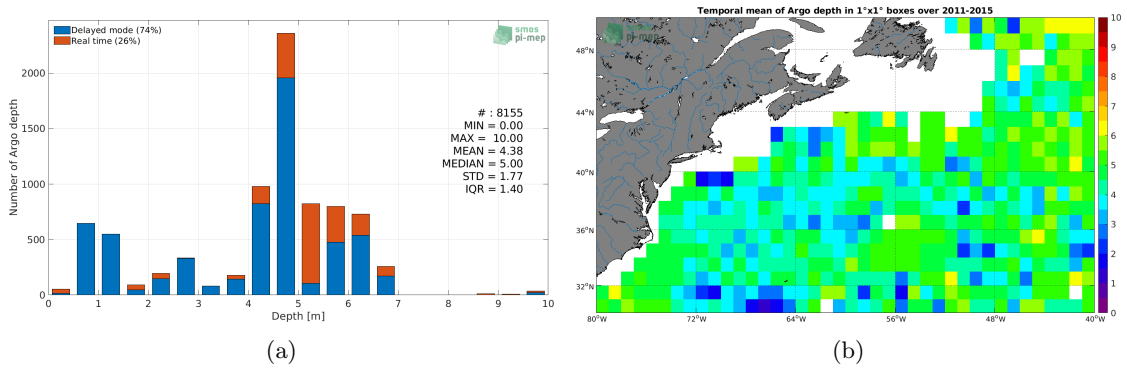 Delayed mode (74%)
Real time (26%)
smos
pi-mep
# : 8155
MIN = 0.00
MAX = 10.00
MEAN = 4.38
MEDIAN = 5.00
STD = 1.77
IQR = 1.40
Number of Argo depth
2000
1500
1000
500
0
0 1 2 3 4 5 6 7 8 9 10
Depth [m]
(a)
Temporal mean of Argo depth in 1°x1° boxes over 2011-2015
smos
pi-mep
48°N
44°N
40°N
36°N
32°N
80°W 72°W 64°W 56°W 48°W 40°W
10
9
8
7
6
5
4
3
2
1
0
(b)